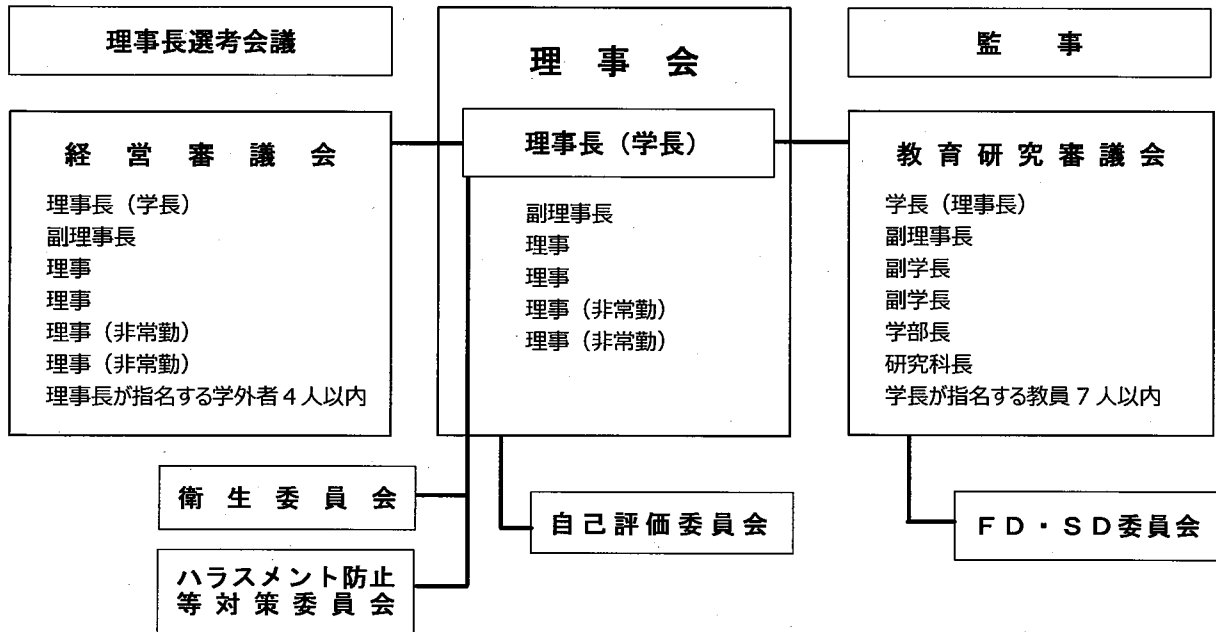 理事長選考会議
理事会
監事
経営審議会
理事長（学長）
副理事長
理事
理事
理事（非常勤）
理事（非常勤）
理事長が指名する学外者４人以内
理事長（学長）
副理事長
理事
理事
理事（非常勤）
理事（非常勤）
教育研究審議会
学長（理事長）
副理事長
副学長
副学長
学部長
研究科長
学長が指名する教員７人以内
衛生委員会
自己評価委員会
ＦＤ・ＳＤ委員会
ハラスメント防止
等対策委員会